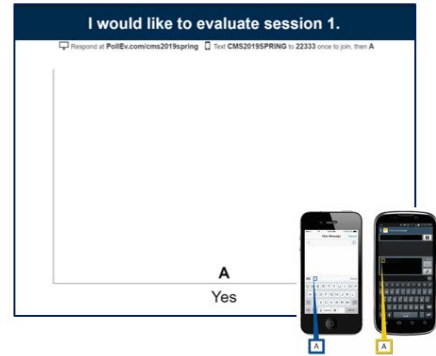 I would like to evaluate session 1.
Respond at PollEv.com/cms2019spring Text CMS2019SPRING to 22333 once to join, then A
A
Yes
A
A